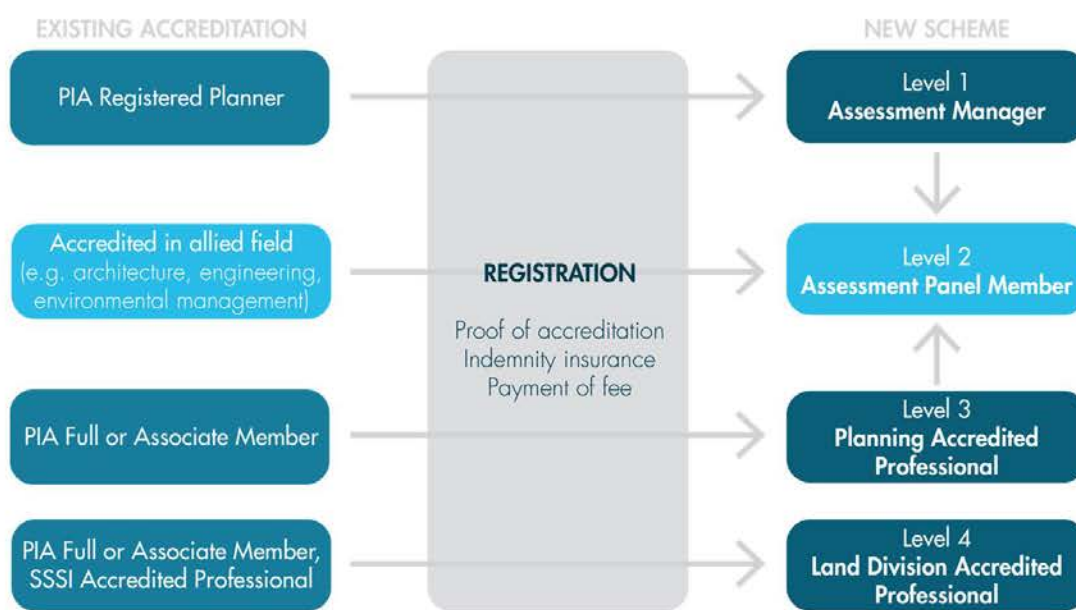 EXISTING ACCREDITATION
NEW SCHEME
PIA Registered Planner
Level 1
Assessment Manager
Accredited in allied field
(e.g. architecture, engineering,
environmental management)
REGISTRATION
Proof of accreditation
Indemnity insurance
Payment of fee
Level 2
Assessment Panel Member
PIA Full or Associate Member
Level 3
Planning Accredited
Professional
PIA Full or Associate Member,
SSSI Accredited Professional
Level 4
Land Division Accredited
Professional